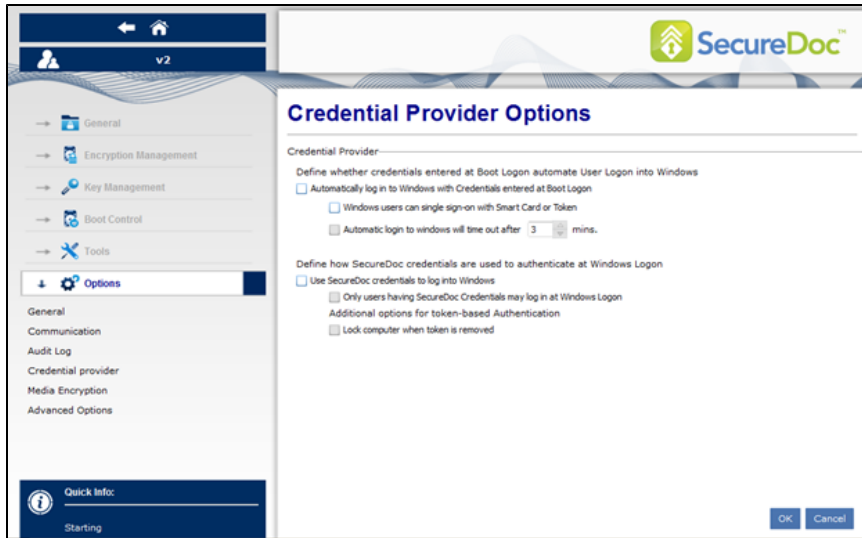 v2
SecureDoc™
General
Encryption Management
Key Management
Boot Control
Tools
Options
General
Communication
Audit Log
Credential provider
Media Encryption
Advanced Options
Quick Info:
Starting
Credential Provider Options
Credential Provider
Define whether credentials entered at Boot Logon automate User Logon into Windows
Automatically log in to Windows with Credentials entered at Boot Logon
Windows users can single sign-on with Smart Card or Token
Automatic login to windows will time out after 3 mins.
Define how SecureDoc credentials are used to authenticate at Windows Logon
Use SecureDoc credentials to log into Windows
Only users having SecureDoc Credentials may log in at Windows Logon
Additional options for token-based Authentication
Lock computer when token is removed
OK Cancel